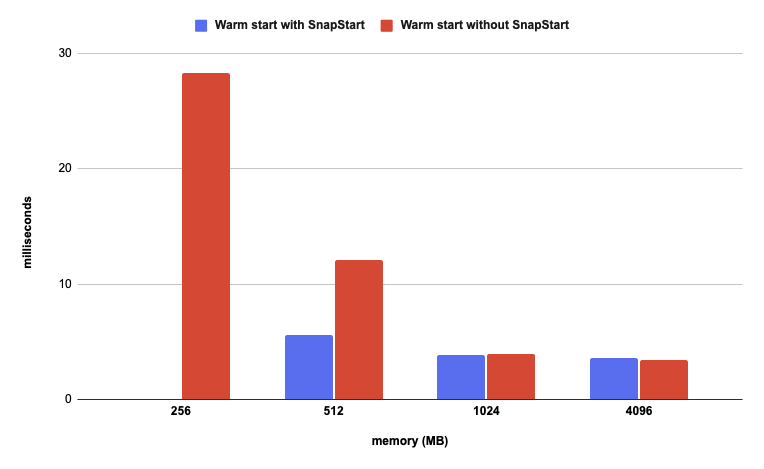 Warm start with SnapStart Warm start without SnapStart
30
20
10
0
milliseconds
256 512 1024 4096
memory (MB)